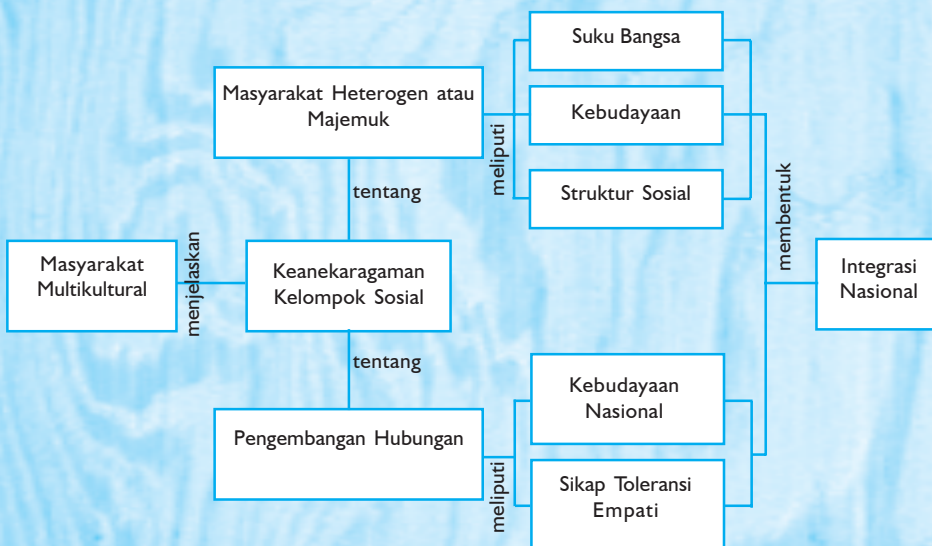 Suku Bangsa
Masyarakat Heterogen atau
Majemuk
meliputi
Kebudayaan
Struktur Sosial
tentang
membentuk
Masyarakat
Multikultural
menjelaskan
Keanekaragaman
Kelompok Sosial
Integrasi
Nasional
tentang
Pengembangan Hubungan
meliputi
Kebudayaan
Nasional
Sikap Toleransi
Empati